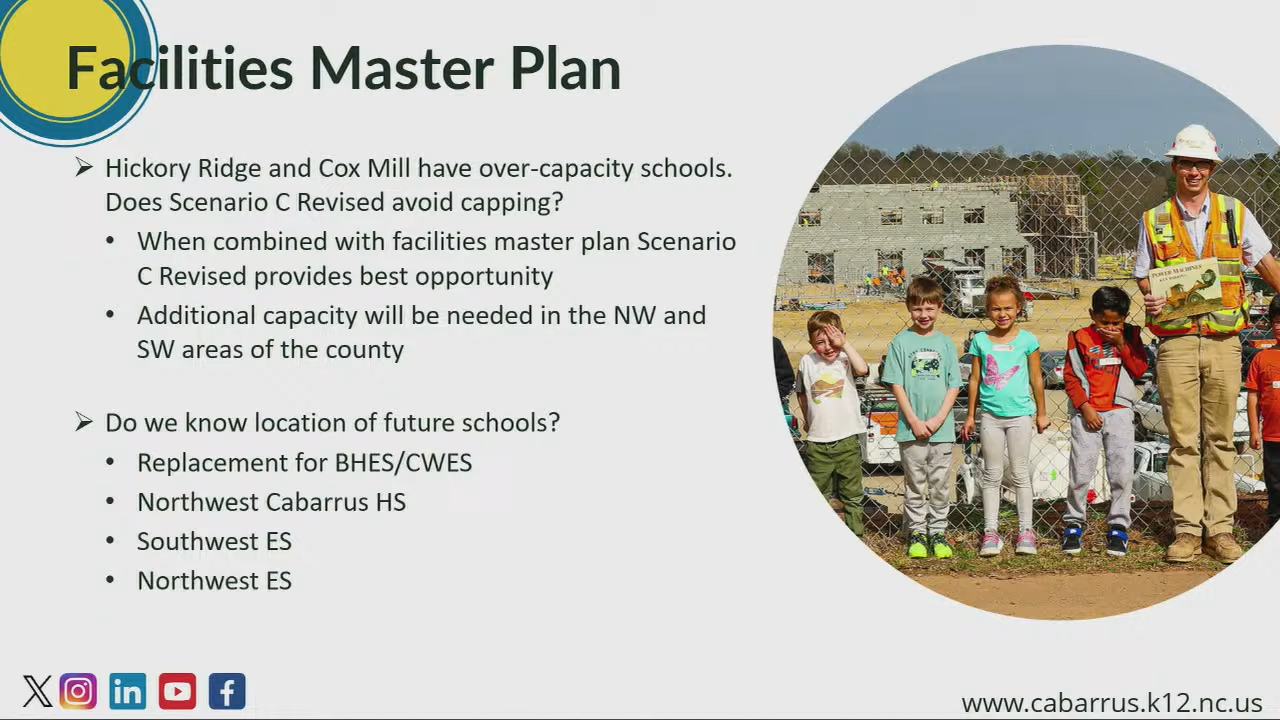 Facilities Master Plan
➢ Hickory Ridge and Cox Mill have over-capacity schools.
Does Scenario C Revised avoid capping?
• When combined with facilities master plan Scenario
C Revised provides best opportunity
• Additional capacity will be needed in the NW and
SW areas of the county
➢ Do we know location of future schools?
• Replacement for BHES/CWES
• Northwest Cabarrus HS
• Southwest ES
• Northwest ES
POWER MACHINES
www.cabarrus.k12.nc.us